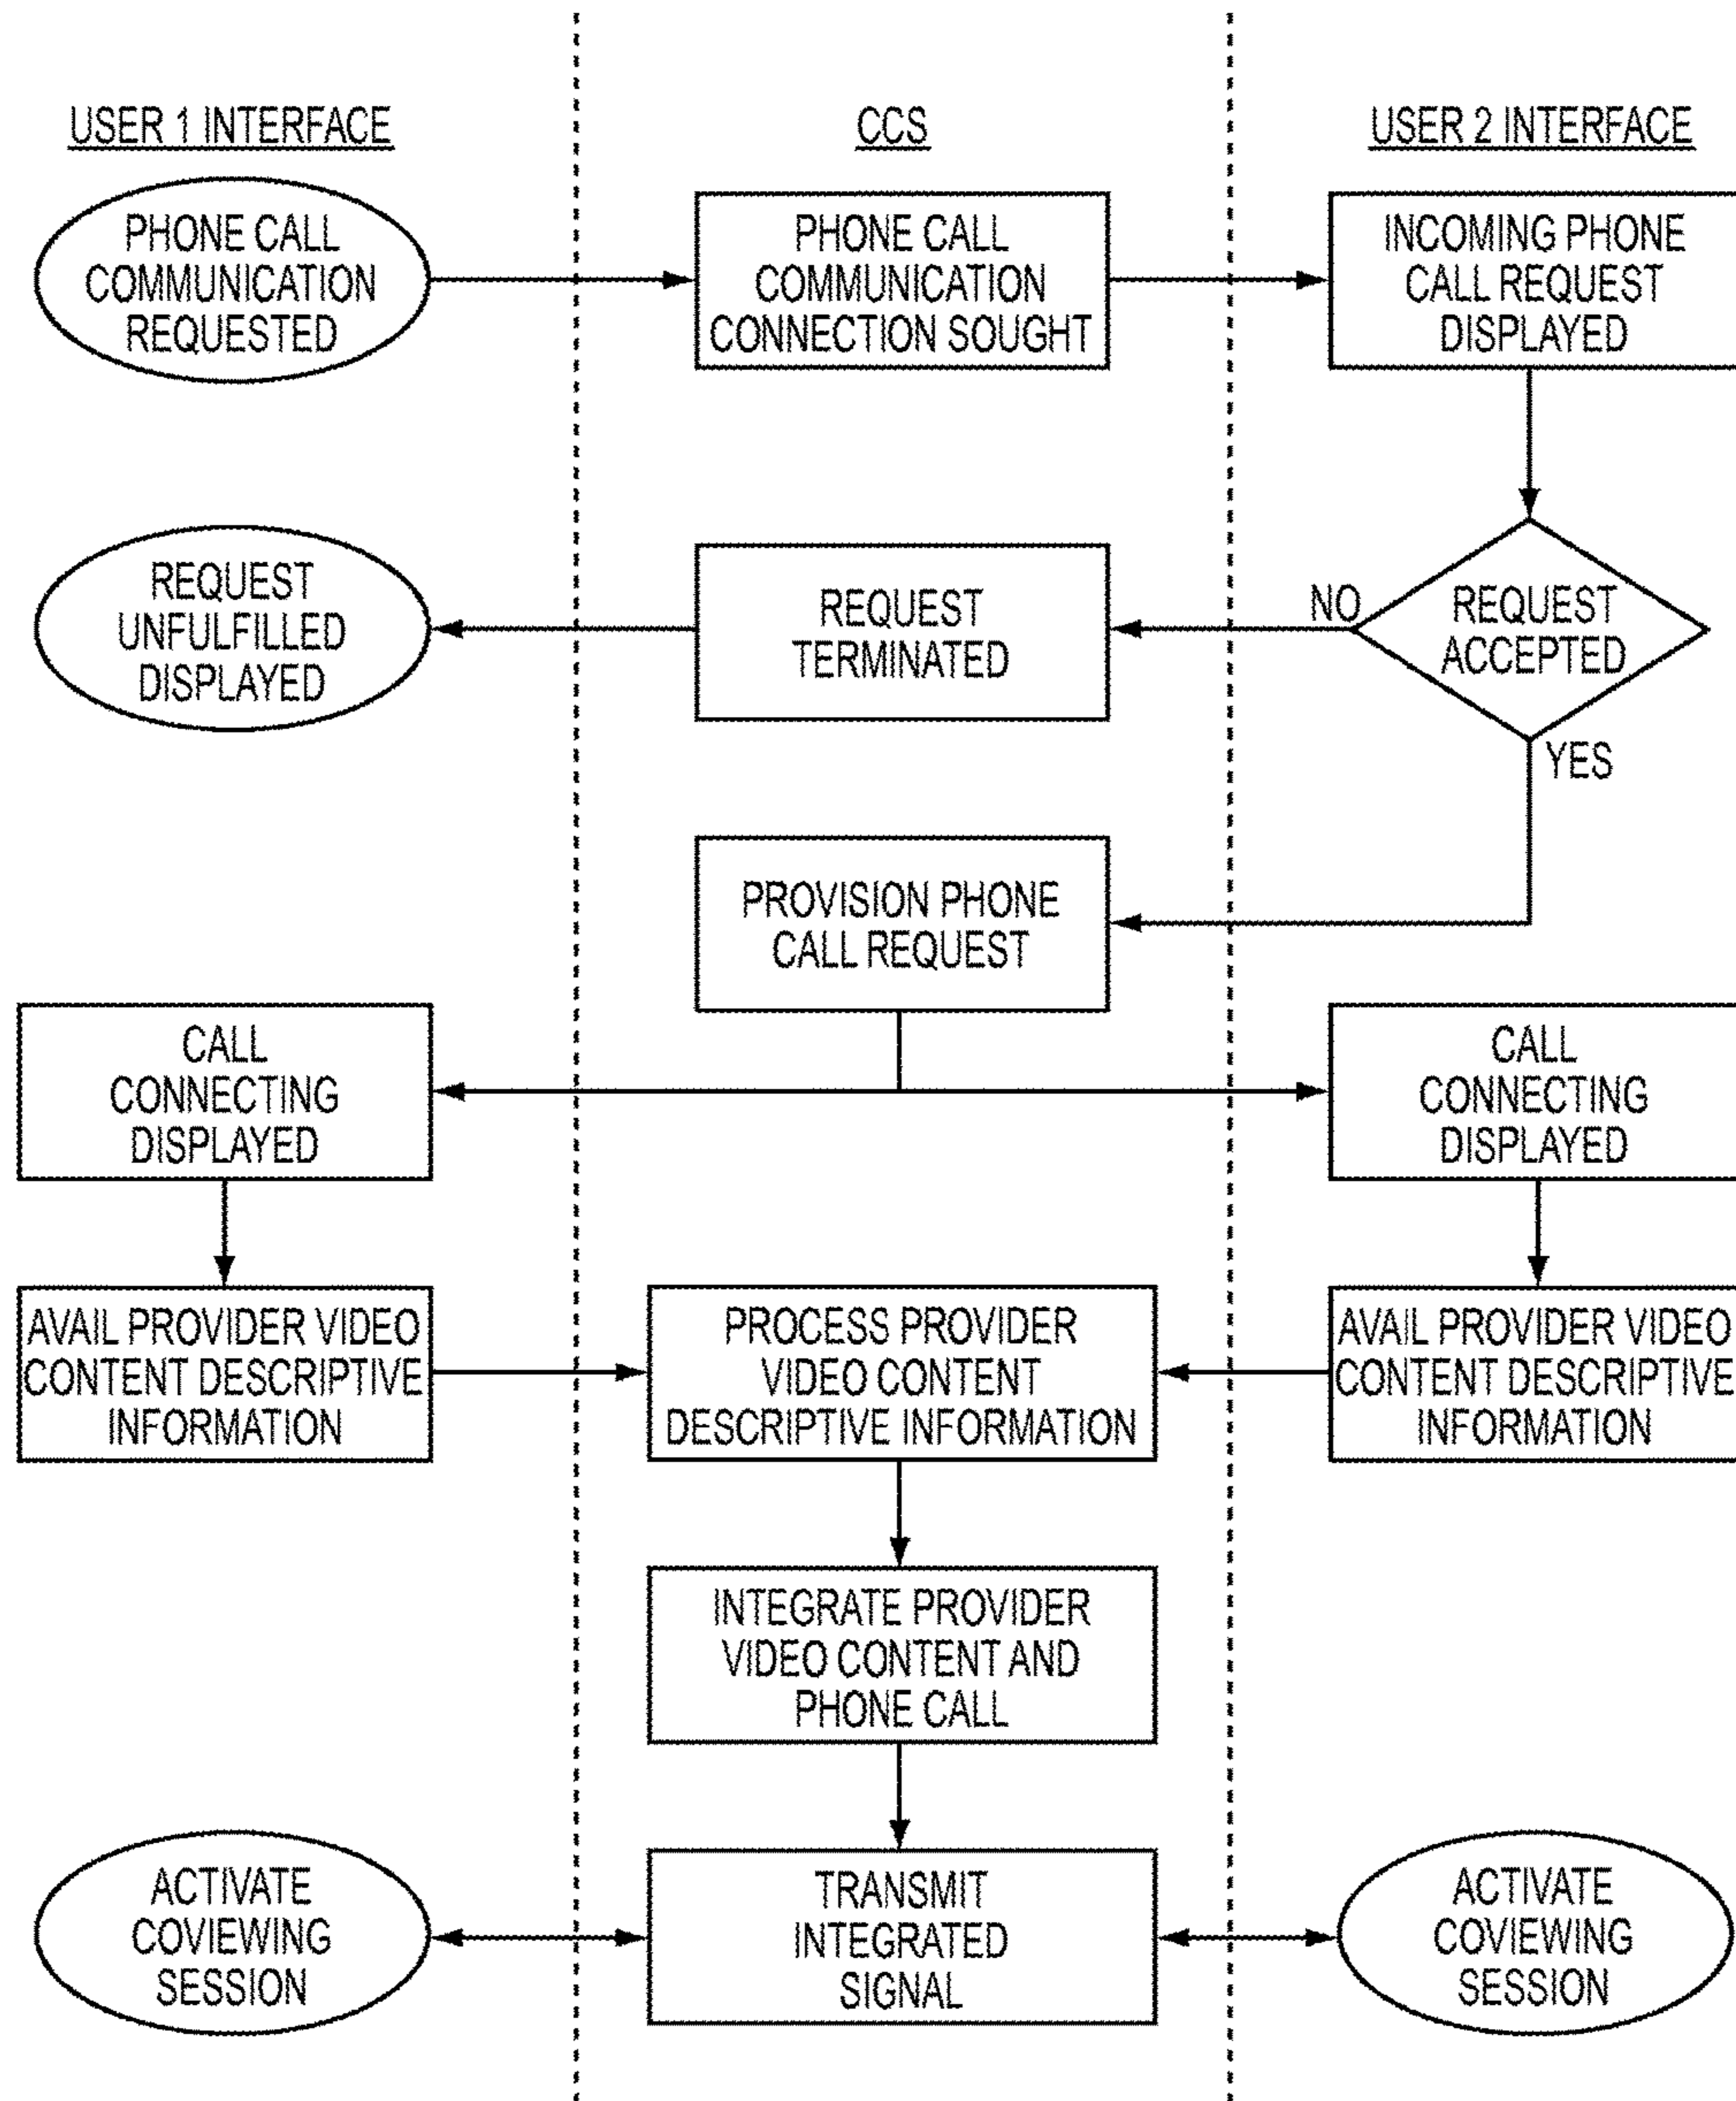 USER 1 INTERFACE
CCS
USER 2 INTERFACE
PHONE CALL
COMMUNICATION
REQUESTED
PHONE CALL
COMMUNICATION
CONNECTION SOUGHT
INCOMING PHONE
CALL REQUEST
DISPLAYED
REQUEST
UNFULFILLED
DISPLAYED
REQUEST
TERMINATED
NO
REQUEST
ACCEPTED
YES
PROVISION PHONE
CALL REQUEST
CALL
CONNECTING
DISPLAYED
CALL
CONNECTING
DISPLAYED
AVAIL PROVIDER VIDEO
CONTENT DESCRIPTIVE
INFORMATION
PROCESS PROVIDER
VIDEO CONTENT
DESCRIPTIVE INFORMATION
AVAIL PROVIDER VIDEO
CONTENT DESCRIPTIVE
INFORMATION
INTEGRATE PROVIDER
VIDEO CONTENT AND
PHONE CALL
ACTIVATE
COVIEWING
SESSION
TRANSMIT
INTEGRATED
SIGNAL
ACTIVATE
COVIEWING
SESSION